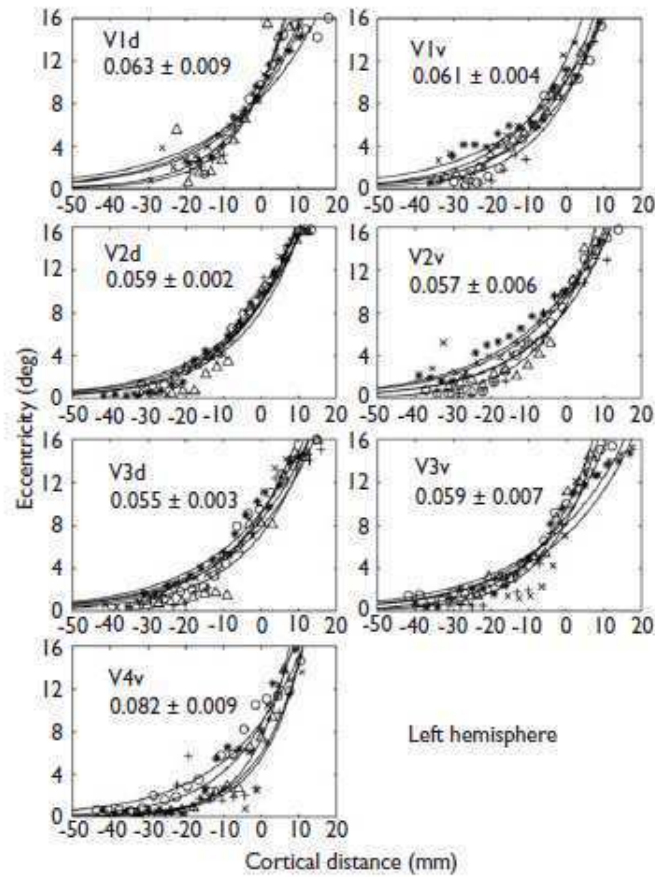 16
12
8
4
0
V1d
0.063 ± 0.009
-50 -40 -30 -20 -10 0 10 20
16
12
8
4
0
V1v
0.061 ± 0.004
-50 -40 -30 -20 -10 0 10 20
16
12
8
4
0
V2d
0.059 ± 0.002
-50 -40 -30 -20 -10 0 10 20
16
12
8
4
0
V2v
0.057 ± 0.006
-50 -40 -30 -20 -10 0 10 20
Eccentricity (deg)
16
12
8
4
0
V3d
0.055 ± 0.003
-50 -40 -30 -20 -10 0 10 20
16
12
8
4
0
V3v
0.059 ± 0.007
-50 -40 -30 -20 -10 0 10 20
16
12
8
4
0
V4v
0.082 ± 0.009
-50 -40 -30 -20 -10 0 10 20
Left hemisphere
Cortical distance (mm)